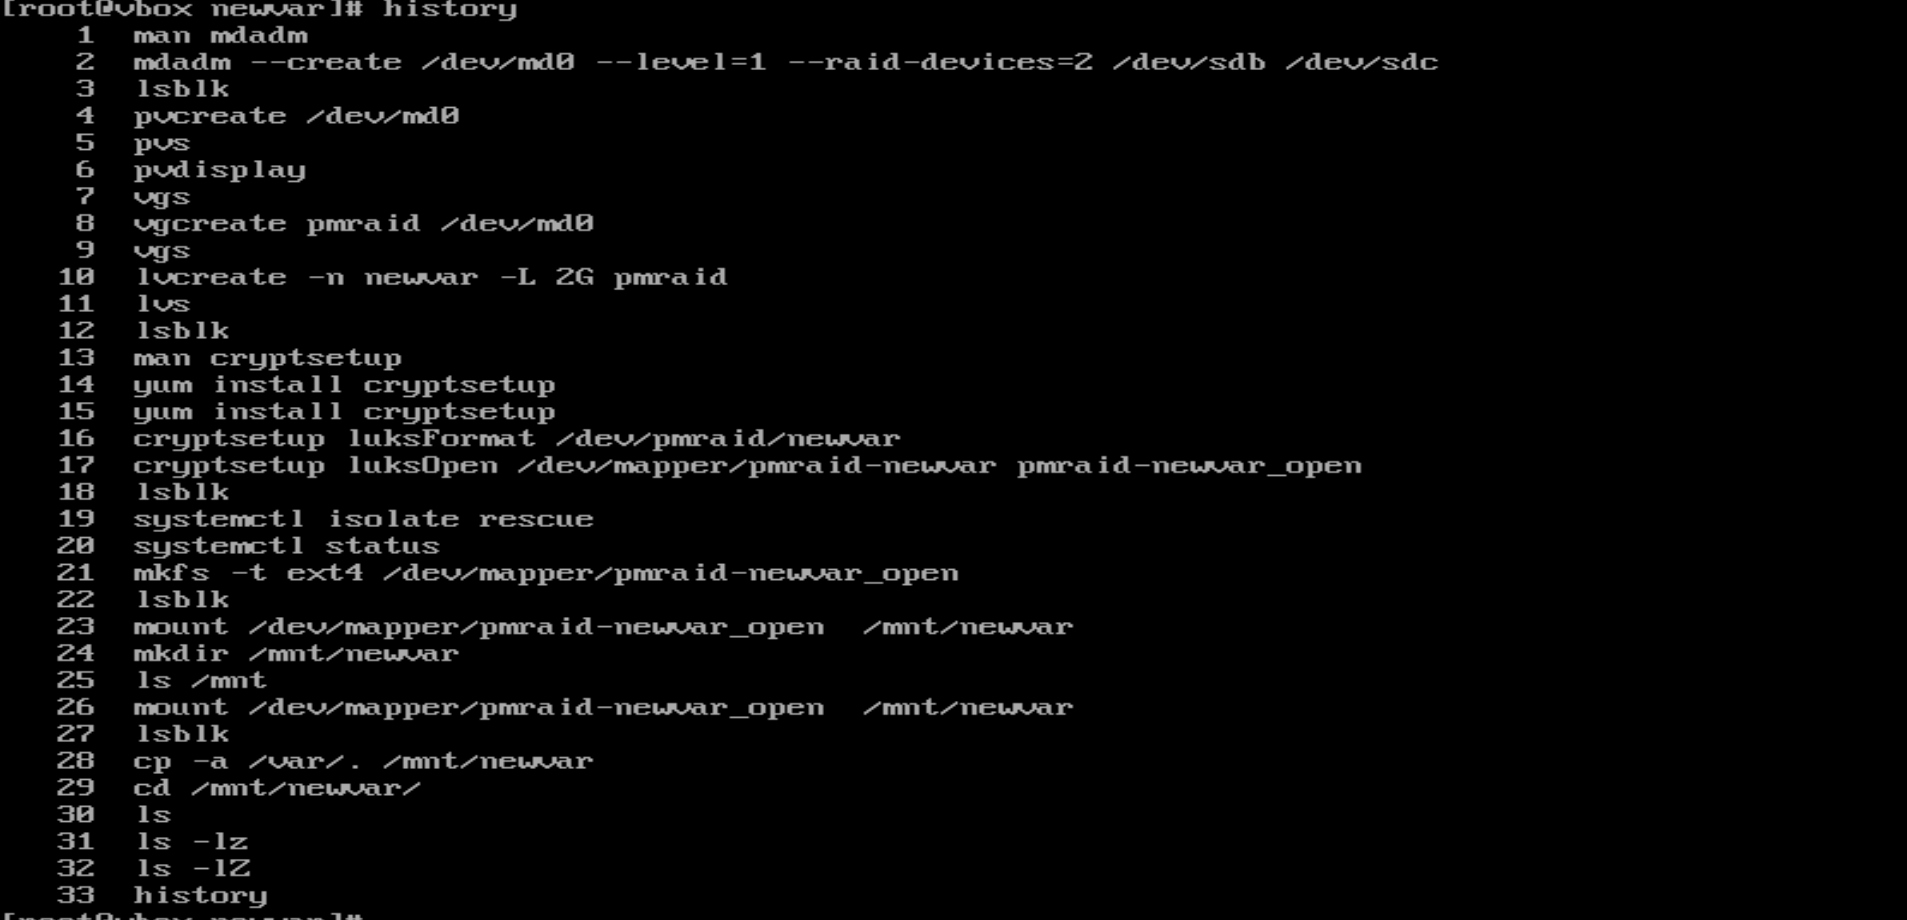 [root@vbox newvar]# history
1 man mdadm
2 mdadm --create /dev/md0 --level=1 --raid-devices=2 /dev/sdb /dev/sdc
3 lsblk
4 pvcreate /dev/md0
5 pvs
6 pvdisplay
7 vgs
8 vgcreate pmraid /dev/md0
9 vgs
10 lvcreate -n newvar -L 2G pmraid
11 lvs
12 lsblk
13 man cryptsetup
14 yum install cryptsetup
15 yum install cryptsetup
16 cryptsetup luksFormat /dev/pmraid/newvar
17 cryptsetup luksOpen /dev/mapper/pmraid-newvar pmraid-newvar_open
18 lsblk
19 systemctl isolate rescue
20 systemctl status
21 mkfs -t ext4 /dev/mapper/pmraid-newvar_open
22 lsblk
23 mount /dev/mapper/pmraid-newvar_open  /mnt/newvar
24 mkdir /mnt/newvar
25 ls /mnt
26 mount /dev/mapper/pmraid-newvar_open  /mnt/newvar
27 lsblk
28 cp -a /var/. /mnt/newvar
29 cd /mnt/newvar/
30 ls
31 ls -lz
32 ls -lZ
33 history
[root@vbox newvar]#